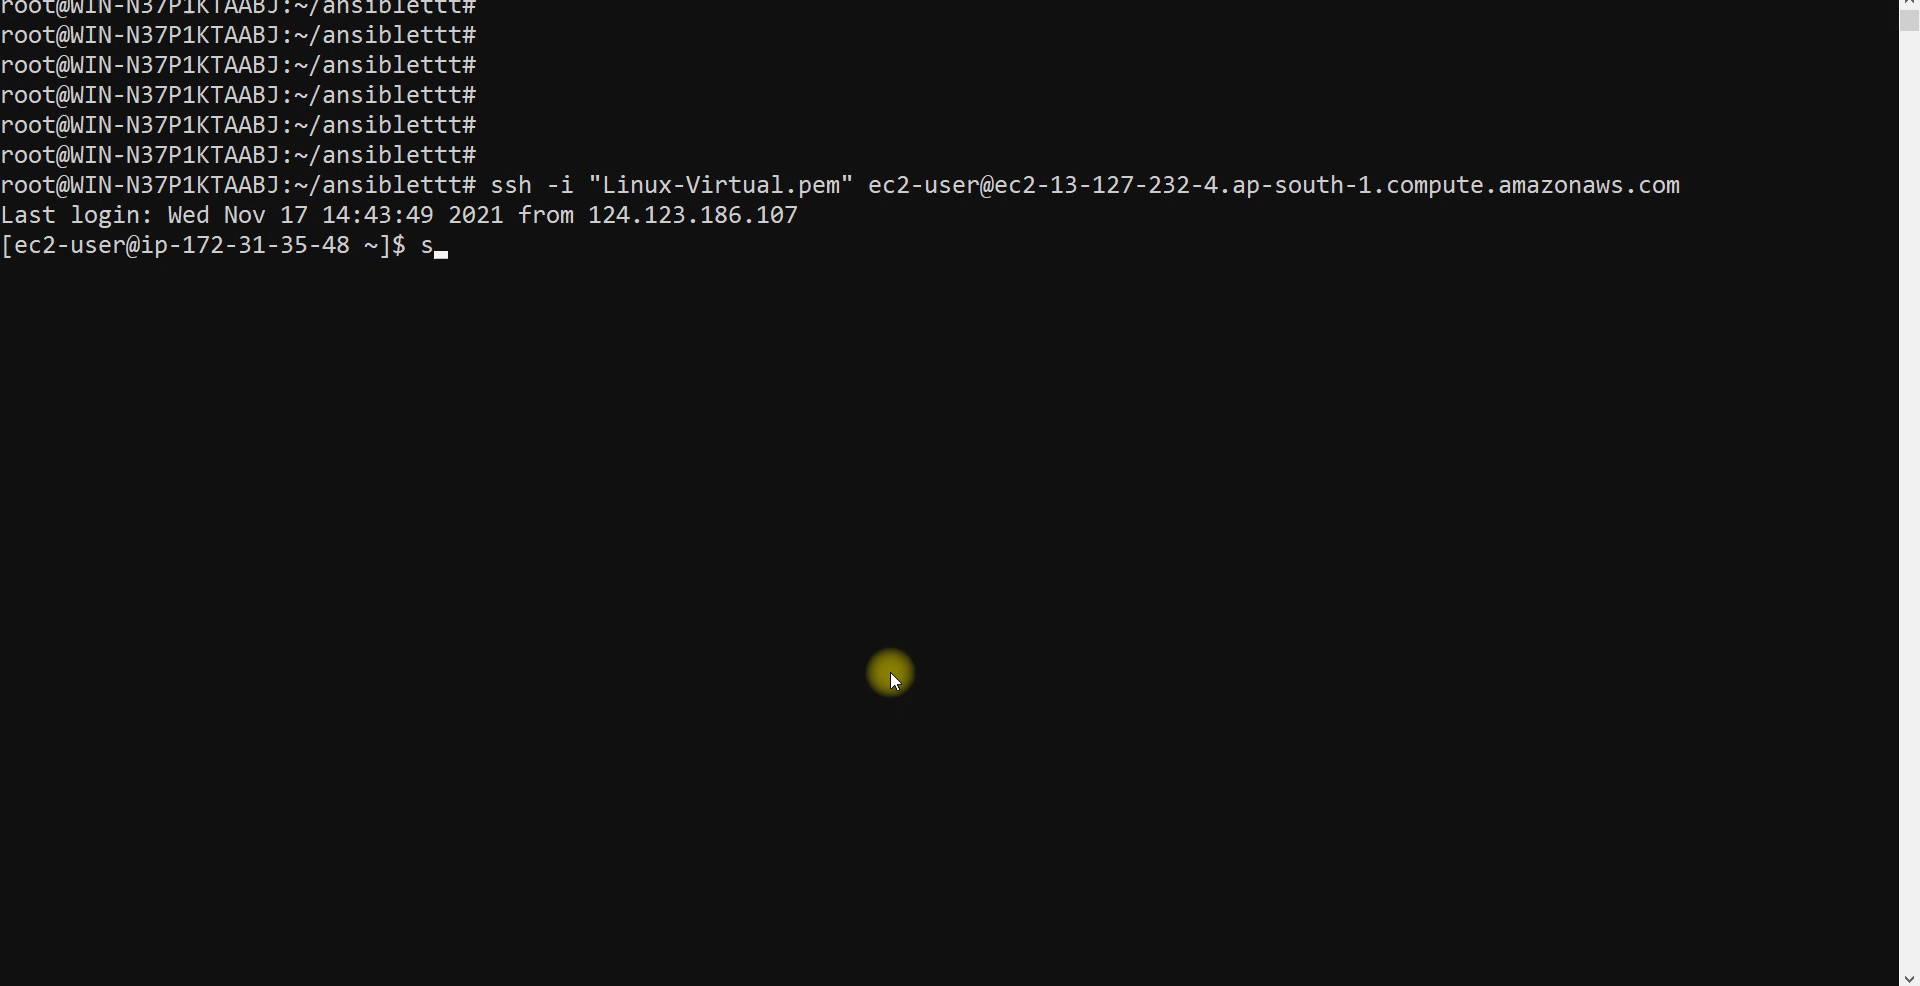 root@WIN-N37P1KTAABJ:~/ansiblettt#
root@WIN-N37P1KTAABJ:~/ansiblettt#
root@WIN-N37P1KTAABJ:~/ansiblettt#
root@WIN-N37P1KTAABJ:~/ansiblettt#
root@WIN-N37P1KTAABJ:~/ansiblettt#
root@WIN-N37P1KTAABJ:~/ansiblettt#
root@WIN-N37P1KTAABJ:~/ansiblettt# ssh -i "Linux-Virtual.pem" ec2-user@ec2-13-127-232-4.ap-south-1.compute.amazonaws.com
Last login: Wed Nov 17 14:43:49 2021 from 124.123.186.107
[ec2-user@ip-172-31-35-48 ~]$ s